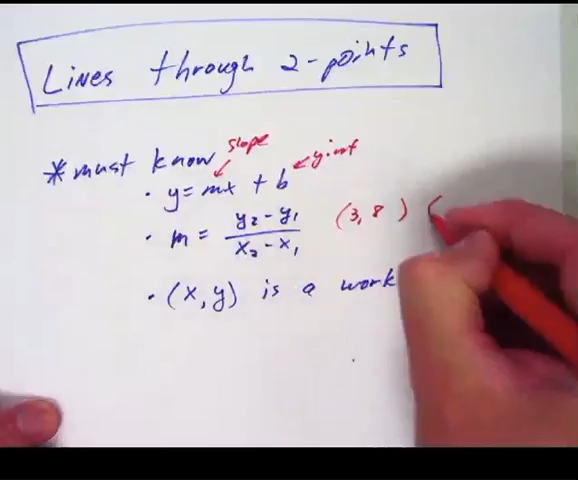 Lines through 2-points
slope
*must know y-int
• y = mx + b
• m = y₂-y₁ / x₂-x₁ (3, 8 ) (
• (x, y) is a work